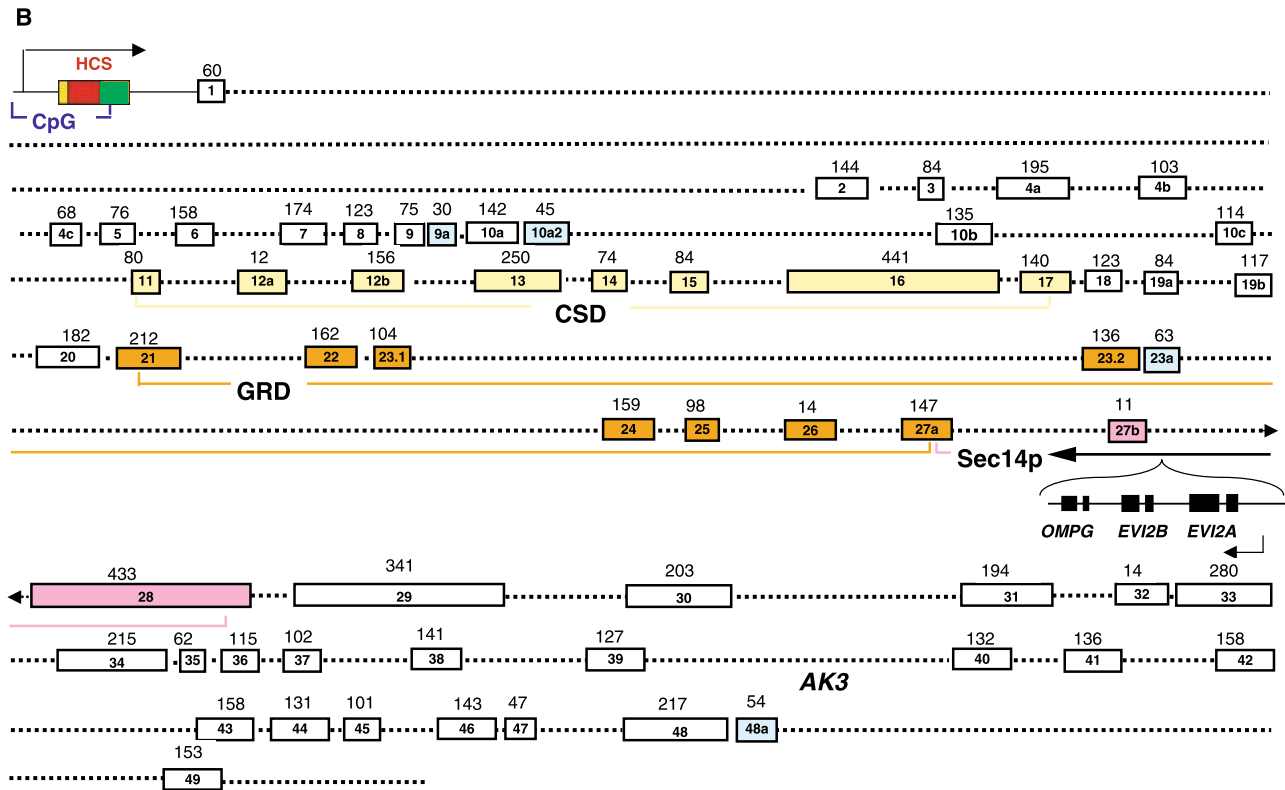 B
HCS
60
1
CpG
144 84 195 103
2 3 4a 4b
68 76 158 174 123 75 30 142 45 135 114
4c 5 6 7 8 9 9a 10a 10a2 10b 10c
80 12 156 250 74 84 441 140 123 84 117
11 12a 12b 13 14 15 16 17 18 19a 19b
CSD
182 212 162 104 136 63
20 21 22 23.1 23.2 23a
GRD
159 98 14 147 11
24 25 26 27a 27b
Sec14p
OMPG EVI2B EVI2A
433 341 203 194 14 280
28 29 30 31 32 33
215 62 115 102 141 127 132 136 158
34 35 36 37 38 39 40 41 42
AK3
158 131 101 143 47 217 54
43 44 45 46 47 48 48a
153
49